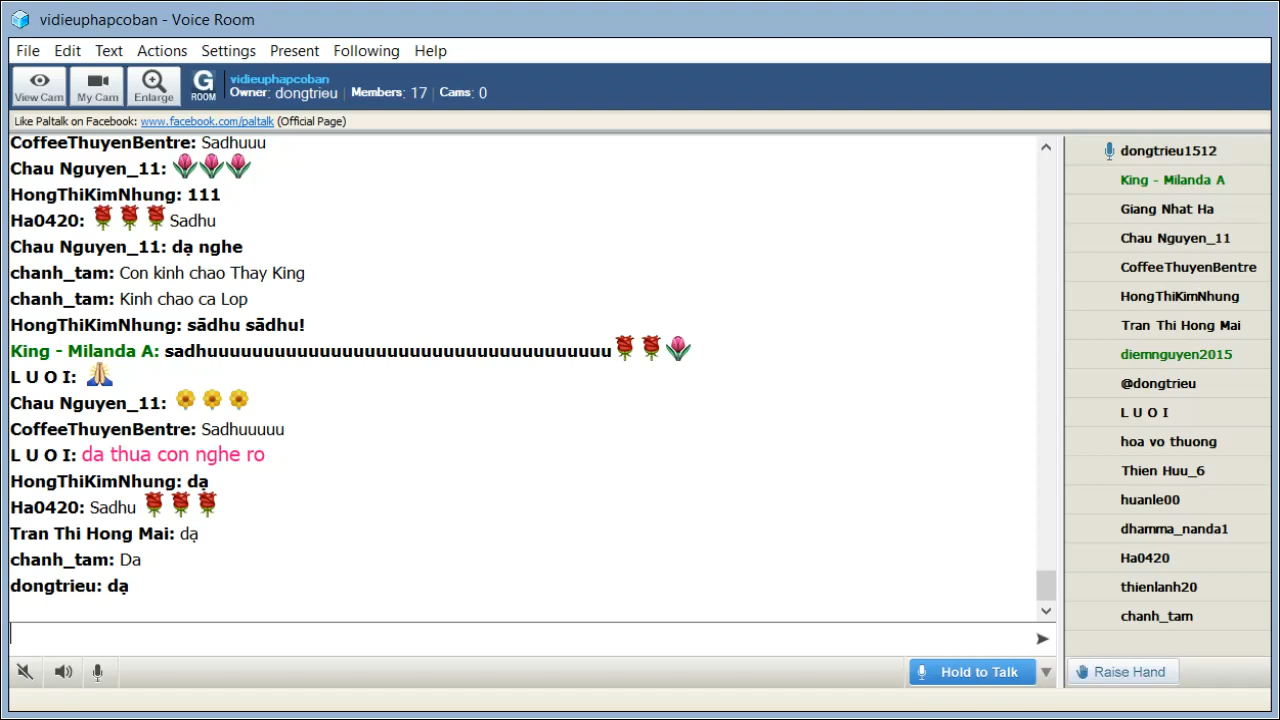 vidieuphapcoban - Voice Room
File Edit Text Actions Settings Present Following Help
View Cam My Cam Enlarge G ROOM
vidieuphapcoban
Owner: dongtrieu | Members: 17 | Cams: 0
Like Paltalk on Facebook: www.facebook.com/paltalk (Official Page)
CoffeeThuyenBentre: Sadhuuu
Chau Nguyen_11:
HongThiKimNhung: 111
Ha0420: Sadhu
Chau Nguyen_11: dạ nghe
chanh_tam: Con kinh chao Thay King
chanh_tam: Kinh chao ca Lop
HongThiKimNhung: sādhu sādhu!
King - Milanda A: sadhuuuuuuuuuuuuuuuuuuuuuuuuuuuuuuuuuuuu
L U O I:
Chau Nguyen_11:
CoffeeThuyenBentre: Sadhuuuuu
L U O I: da thua con nghe ro
HongThiKimNhung: dạ
Ha0420: Sadhu
Tran Thi Hong Mai: dạ
chanh_tam: Da
dongtrieu: dạ
dongtrieu1512
King - Milanda A
Giang Nhat Ha
Chau Nguyen_11
CoffeeThuyenBentre
HongThiKimNhung
Tran Thi Hong Mai
diemnguyen2015
@dongtrieu
L U O I
hoa vo thuong
Thien Huu_6
huanle00
dhamma_nanda1
Ha0420
thienlanh20
chanh_tam
Hold to Talk
Raise Hand